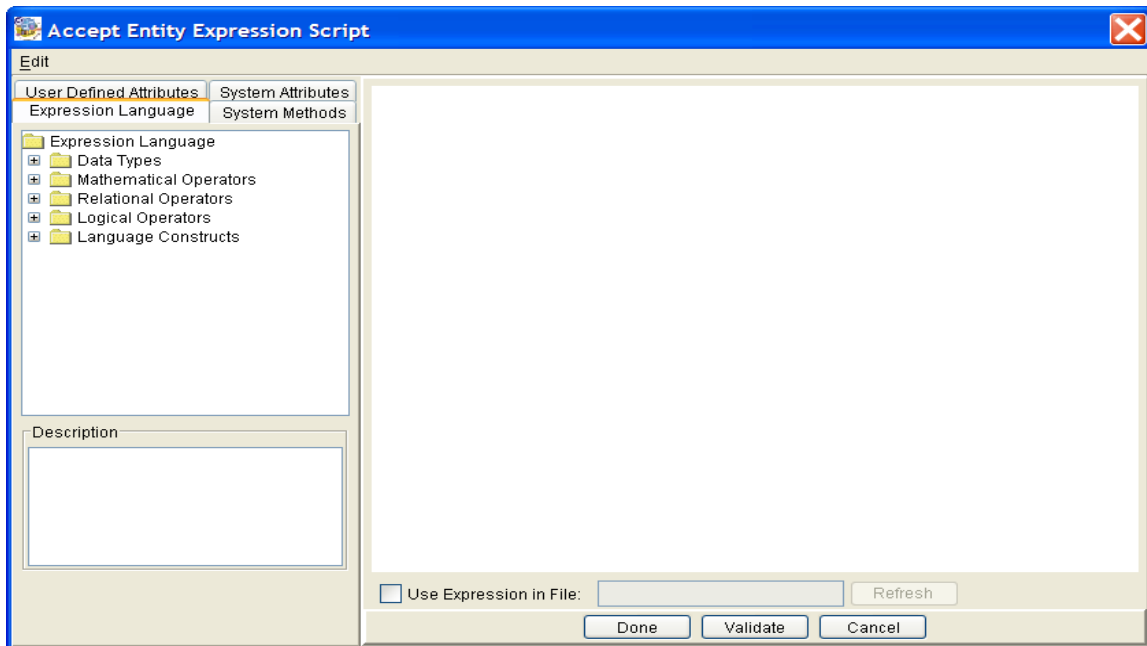 Accept Entity Expression Script
Edit
User Defined Attributes System Attributes
Expression Language System Methods
Expression Language
Data Types
Mathematical Operators
Relational Operators
Logical Operators
Language Constructs
Description
Use Expression in File: Refresh
Done Validate Cancel